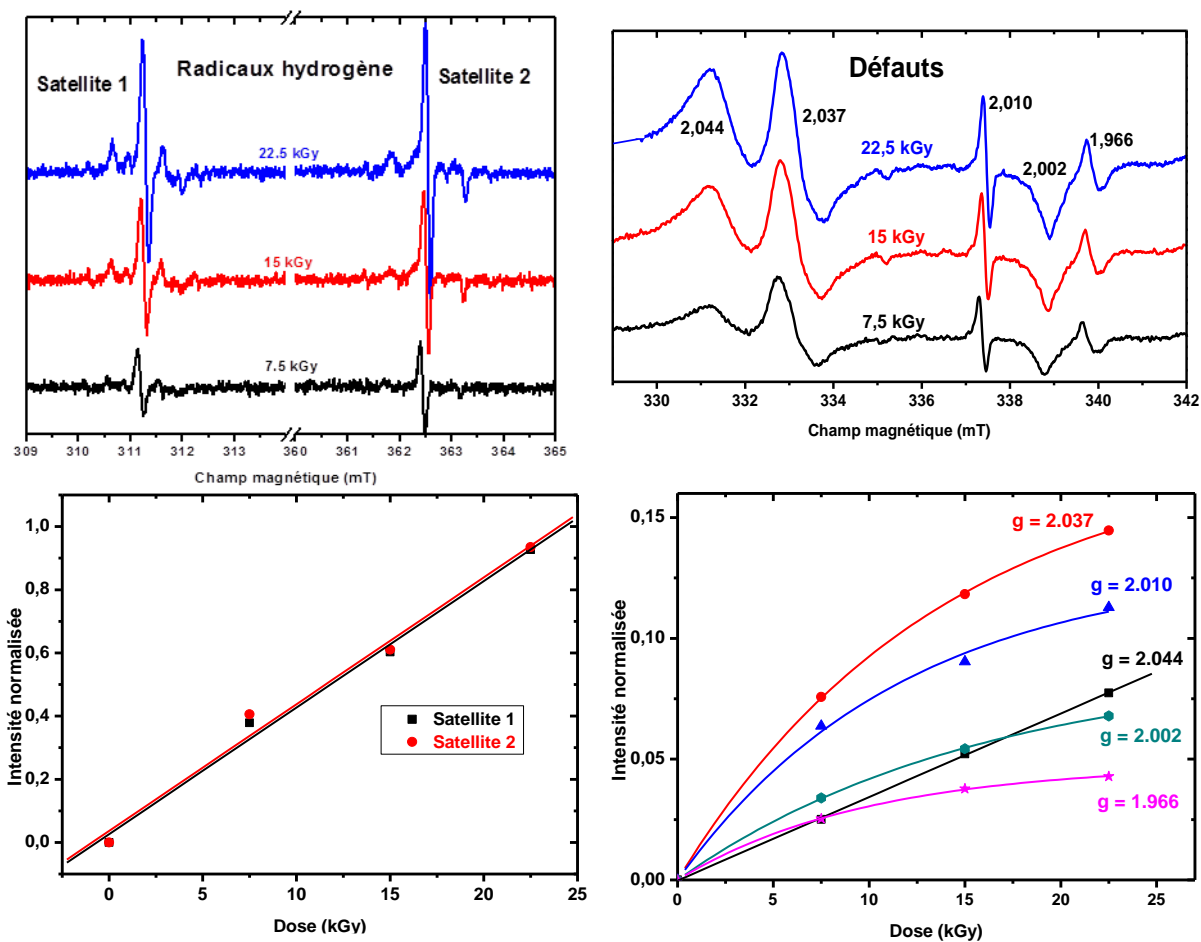 Radicaux hydrogène
Satellite 1
Satellite 2
22.5 kGy
15 kGy
7.5 kGy
309 310 311 312 313 360 361 362 363 364 365
Champ magnétique (mT)
Défauts
2,044
2,037
2,010
2,002
1,966
22,5 kGy
15 kGy
7,5 kGy
330 332 334 336 338 340 342
Champ magnétique (mT)
Intensité normalisée
1,0
0,8
0,6
0,4
0,2
0,0
Satellite 1
Satellite 2
0 5 10 15 20 25
Dose (kGy)
Intensité normalisée
0,15
0,10
0,05
0,00
g = 2.037
g = 2.010
g = 2.044
g = 2.002
g = 1.966
0 5 10 15 20 25
Dose (kGy)